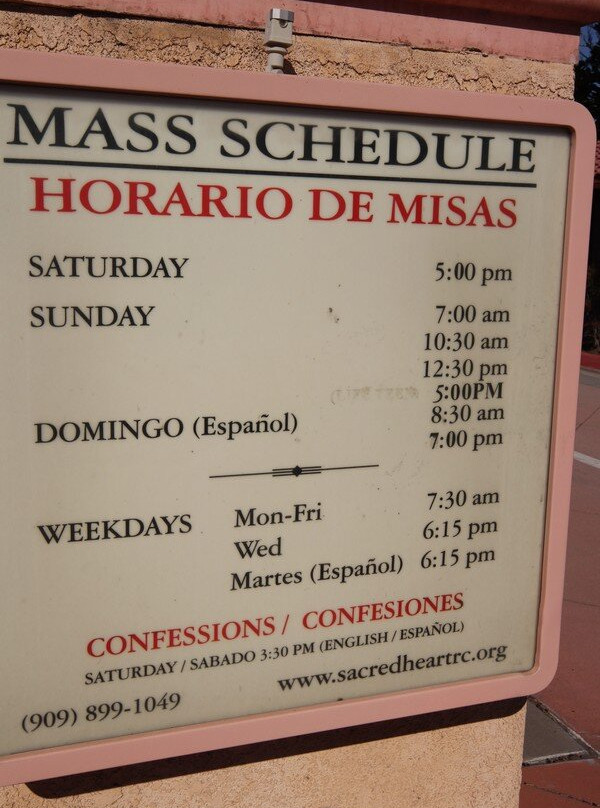 MASS SCHEDULE
HORARIO DE MISAS
SATURDAY 5:00 pm
SUNDAY 7:00 am
10:30 am
12:30 pm
5:00PM
DOMINGO (Español) 8:30 am
7:00 pm
WEEKDAYS Mon-Fri 7:30 am
Wed 6:15 pm
Martes (Español) 6:15 pm
CONFESSIONS / CONFESIONES
SATURDAY / SABADO 3:30 PM (ENGLISH / ESPAÑOL)
www.sacredheartrc.org
(909) 899-1049